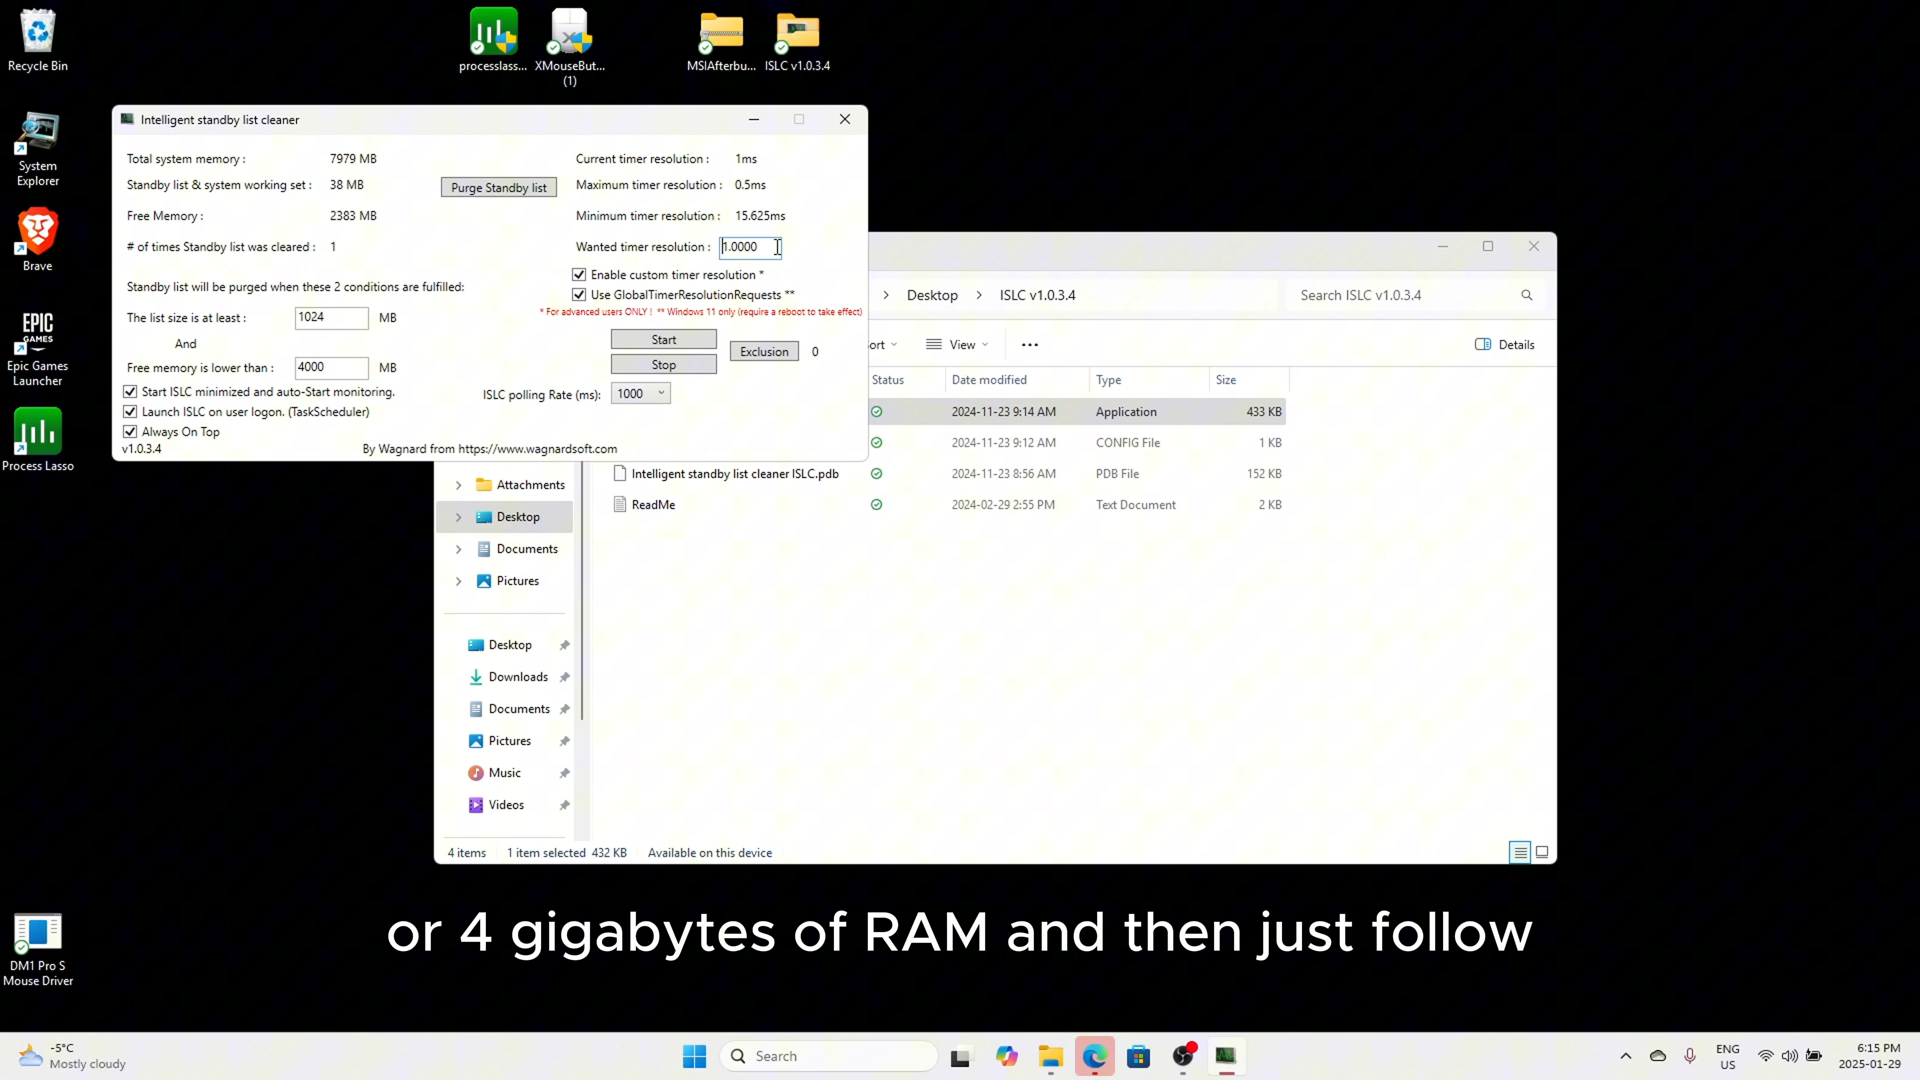 Recycle Bin
processlass...
XMouseBut...
(1)
MSIAfterbu...
ISLC v1.0.3.4
System
Explorer
Brave
EPIC
GAMES
Epic Games
Launcher
Process Lasso
DM1 Pro S
Mouse Driver
Intelligent standby list cleaner
Total system memory : 7979 MB
Standby list & system working set : 38 MB
Purge Standby list
Free Memory : 2383 MB
# of times Standby list was cleared : 1
Standby list will be purged when these 2 conditions are fulfilled:
The list size is at least : 1024 MB
And
Free memory is lower than : 4000 MB
Start ISLC minimized and auto-Start monitoring.
Launch ISLC on user logon. (TaskScheduler)
Always On Top
v1.0.3.4
By Wagnard from https://www.wagnardsoft.com
Current timer resolution : 1ms
Maximum timer resolution : 0.5ms
Minimum timer resolution : 15.625ms
Wanted timer resolution : 1.0000
Enable custom timer resolution *
Use GlobalTimerResolutionRequests **
* For advanced users ONLY ! ** Windows 11 only (require a reboot to take effect)
Start
Stop
Exclusion 0
ISLC polling Rate (ms): 1000
Desktop > ISLC v1.0.3.4
Search ISLC v1.0.3.4
ort
View
Details
Status Date modified Type Size
2024-11-23 9:14 AM Application 433 KB
2024-11-23 9:12 AM CONFIG File 1 KB
Intelligent standby list cleaner ISLC.pdb 2024-11-23 8:56 AM PDB File 152 KB
ReadMe 2024-02-29 2:55 PM Text Document 2 KB
Attachments
Desktop
Documents
Pictures
Desktop
Downloads
Documents
Pictures
Music
Videos
4 items 1 item selected 432 KB Available on this device
or 4 gigabytes of RAM and then just follow
-5°C
Mostly cloudy
Search
ENG
US
6:15 PM
2025-01-29